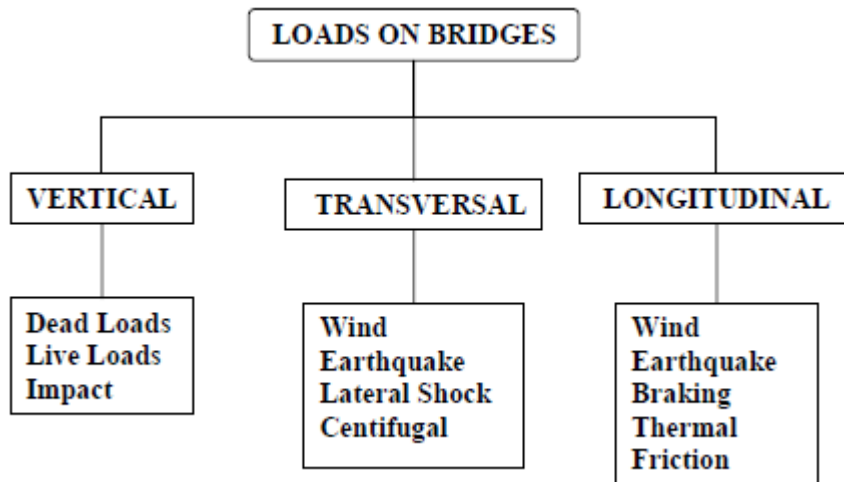 LOADS ON BRIDGES
VERTICAL
TRANSVERSAL
LONGITUDINAL
Dead Loads
Live Loads
Impact
Wind
Earthquake
Lateral Shock
Centifugal
Wind
Earthquake
Braking
Thermal
Friction